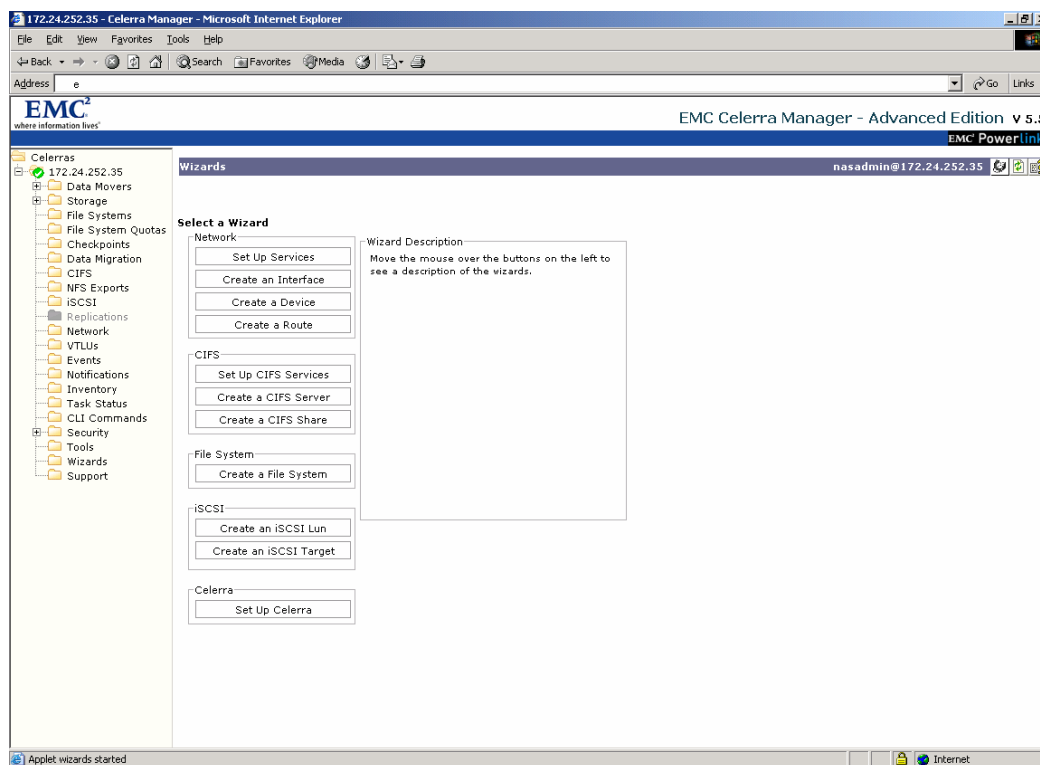 172.24.252.35 - Celerra Manager - Microsoft Internet Explorer
File Edit View Favorites Tools Help
Back Search Favorites Media
Address e Go Links
EMC²
where information lives®
EMC Celerra Manager - Advanced Edition v 5.5
EMC² Powerlink
Celerras
172.24.252.35
Data Movers
Storage
File Systems
File System Quotas
Checkpoints
Data Migration
CIFS
NFS Exports
iSCSI
Replications
Network
VTLUs
Events
Notifications
Inventory
Task Status
CLI Commands
Security
Tools
Wizards
Support
Wizards nasadmin@172.24.252.35
Select a Wizard
Network
Set Up Services
Create an Interface
Create a Device
Create a Route
CIFS
Set Up CIFS Services
Create a CIFS Server
Create a CIFS Share
File System
Create a File System
iSCSI
Create an iSCSI Lun
Create an iSCSI Target
Celerra
Set Up Celerra
Wizard Description
Move the mouse over the buttons on the left to
see a description of the wizards.
Applet wizards started Internet